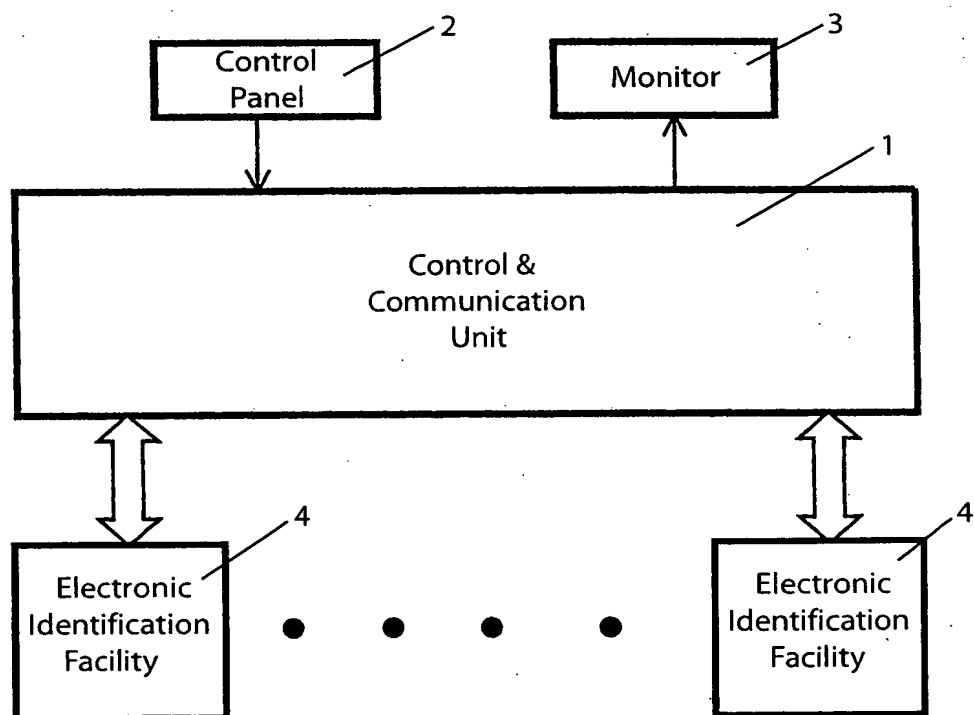 2
Control
Panel
3
Monitor
1
Control &
Communication
Unit
4
Electronic
Identification
Facility
4
Electronic
Identification
Facility